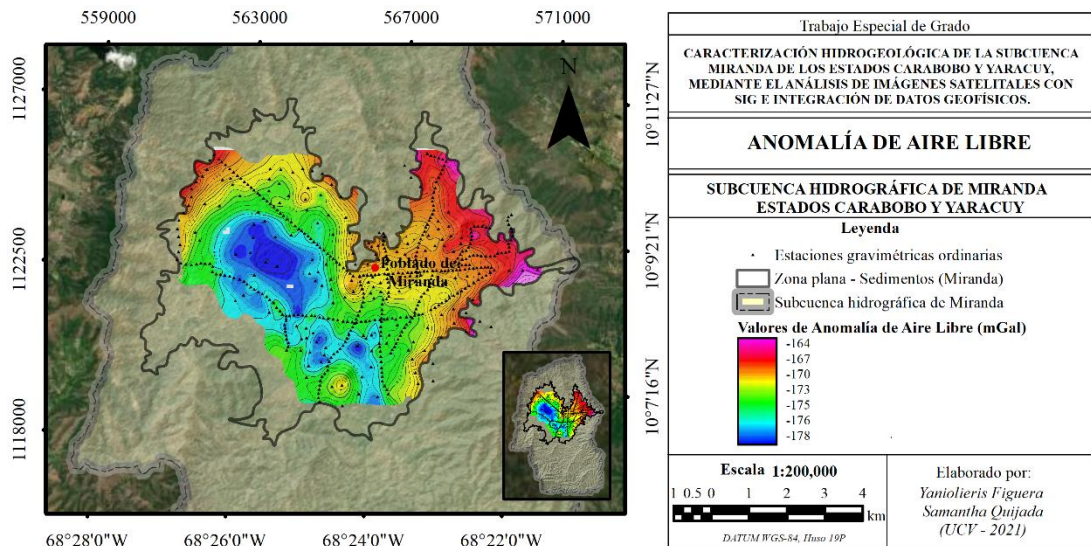 559000
563000
567000
571000
1127000
1122500
1118000
10°11'27"N
10°9'21"N
10°7'16"N
68°28'0"W
68°26'0"W
68°24'0"W
68°22'0"W
N
Poblado de
Miranda
Trabajo Especial de Grado
CARACTERIZACIÓN HIDROGEOLÓGICA DE LA SUBCUENCA
MIRANDA DE LOS ESTADOS CARABOBO Y YARACUY,
MEDIANTE EL ANÁLISIS DE IMÁGENES SATELITALES CON
SIG E INTEGRACIÓN DE DATOS GEOFÍSICOS.
ANOMALÍA DE AIRE LIBRE
SUBCUENCA HIDROGRÁFICA DE MIRANDA
ESTADOS CARABOBO Y YARACUY
Leyenda
Estaciones gravimétricas ordinarias
Zona plana - Sedimentos (Miranda)
Subcuenca hidrográfica de Miranda
Valores de Anomalía de Aire Libre (mGal)
-164
-167
-170
-173
-175
-176
-178
Escala 1:200,000
1 0.5 0 1 2 3 4
km
DATUM WGS-84, Huso 19P
Elaborado por:
Yaniolieris Figuera
Samantha Quijada
(UCV - 2021)